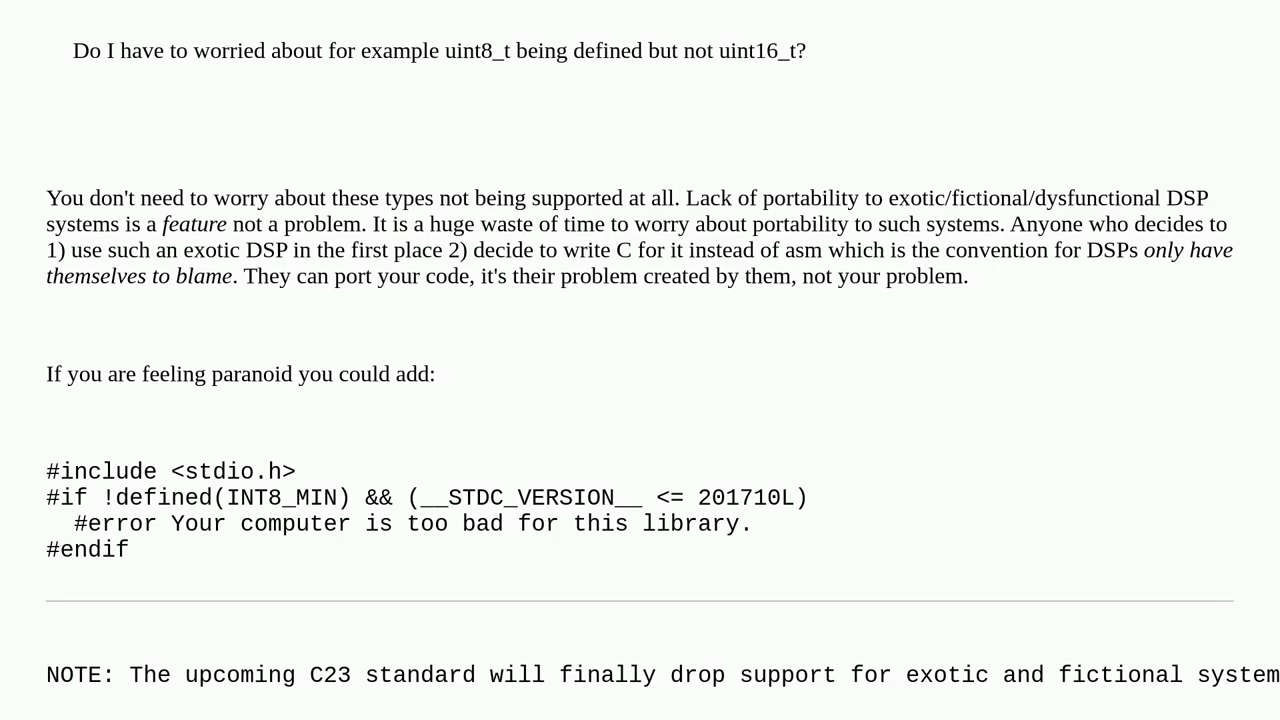 Do I have to worried about for example uint8_t being defined but not uint16_t?
You don't need to worry about these types not being supported at all. Lack of portability to exotic/fictional/dysfunctional DSP
systems is a feature not a problem. It is a huge waste of time to worry about portability to such systems. Anyone who decides to
1) use such an exotic DSP in the first place 2) decide to write C for it instead of asm which is the convention for DSPs only have
themselves to blame. They can port your code, it's their problem created by them, not your problem.
If you are feeling paranoid you could add:
#include <stdio.h>
#if !defined(INT8_MIN) && (__STDC_VERSION__ <= 201710L)
  #error Your computer is too bad for this library.
#endif
NOTE: The upcoming C23 standard will finally drop support for exotic and fictional system